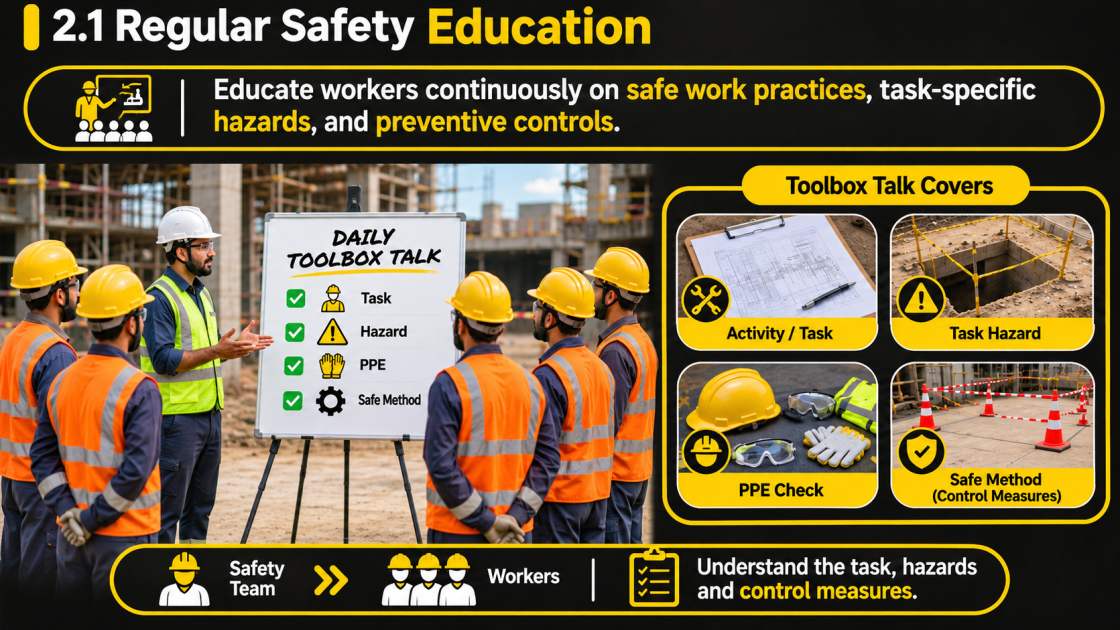 2.1 Regular Safety Education
Educate workers continuously on safe work practices, task-specific
hazards, and preventive controls.
DAILY
TOOLBOX TALK
Task
Hazard
PPE
Safe Method
Toolbox Talk Covers
Activity / Task
Task Hazard
PPE Check
Safe Method
(Control Measures)
Safety
Team
Workers
Understand the task, hazards
and control measures.